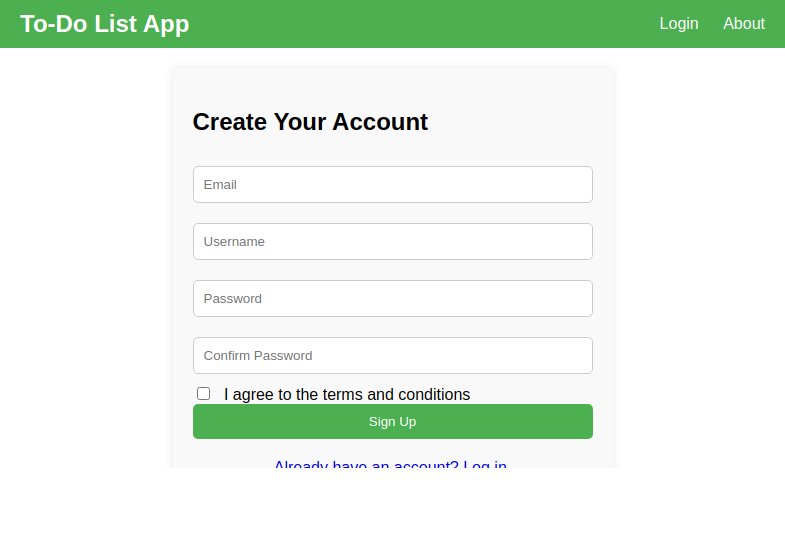 To-Do List App
Login About
Create Your Account
Email
Username
Password
Confirm Password
I agree to the terms and conditions
Sign Up
Already have an account? Log in